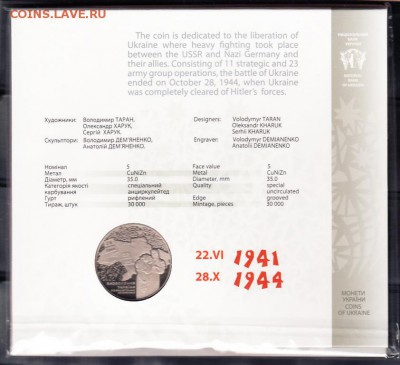 coins.lave.ru
The coin is dedicated to the liberation of
Ukraine where heavy fighting took place
between the USSR and Nazi Germany and
their allies. Consisting of 11 strategic and 23
army group operations, the battle of Ukraine
ended on October 28, 1944, when Ukraine
was completely cleared of Hitler's forces.
Художники: Володимир ТАРАН,
Олександр ХАРУК,
Сергій ХАРУК.
Скульптори: Володимир ДЕМ'ЯНЕНКО,
Анатолій ДЕМ'ЯНЕНКО.
Designers: Volodymyr TARAN
Oleksandr KHARUK
Serhii KHARUK
Engraver: Volodymyr DEMIANENKO
Anatolii DEMIANENKO
Номінал 5
Метал CuNiZn
Діаметр, мм 35.0
Категорія якості спеціальний
анциркулейтед
Гурт рифлений
Тираж, штук 30 000
Face value 5
Metal CuNiZn
Diameter, mm 35.0
Quality special
uncirculated
Edge grooved
Mintage, pieces 30 000
22.VI 1941
28.X 1944
МОНЕТИ
УКРАЇНИ
COINS
OF UKRAINE
coins.lave.ru